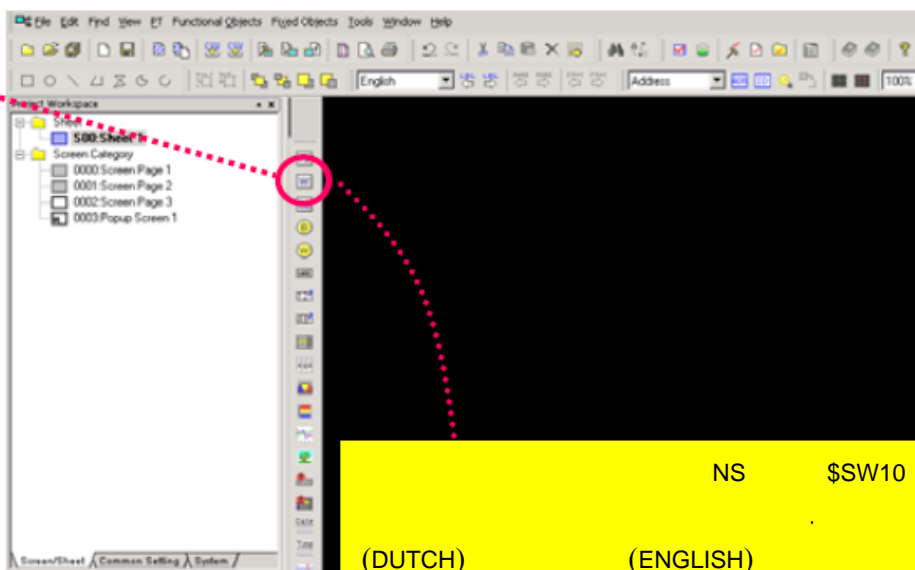 File Edit Find View PT Functional Objects Fixed Objects Tools Window Help
English Address 100%
Project Workspace
Sheet
S00:Sheet 1
Screen Category
0000:Screen Page 1
0001:Screen Page 2
0002:Screen Page 3
0003:Popup Screen 1
NS $SW10
.
(DUTCH) (ENGLISH)
Screen/Sheet Common Setting System